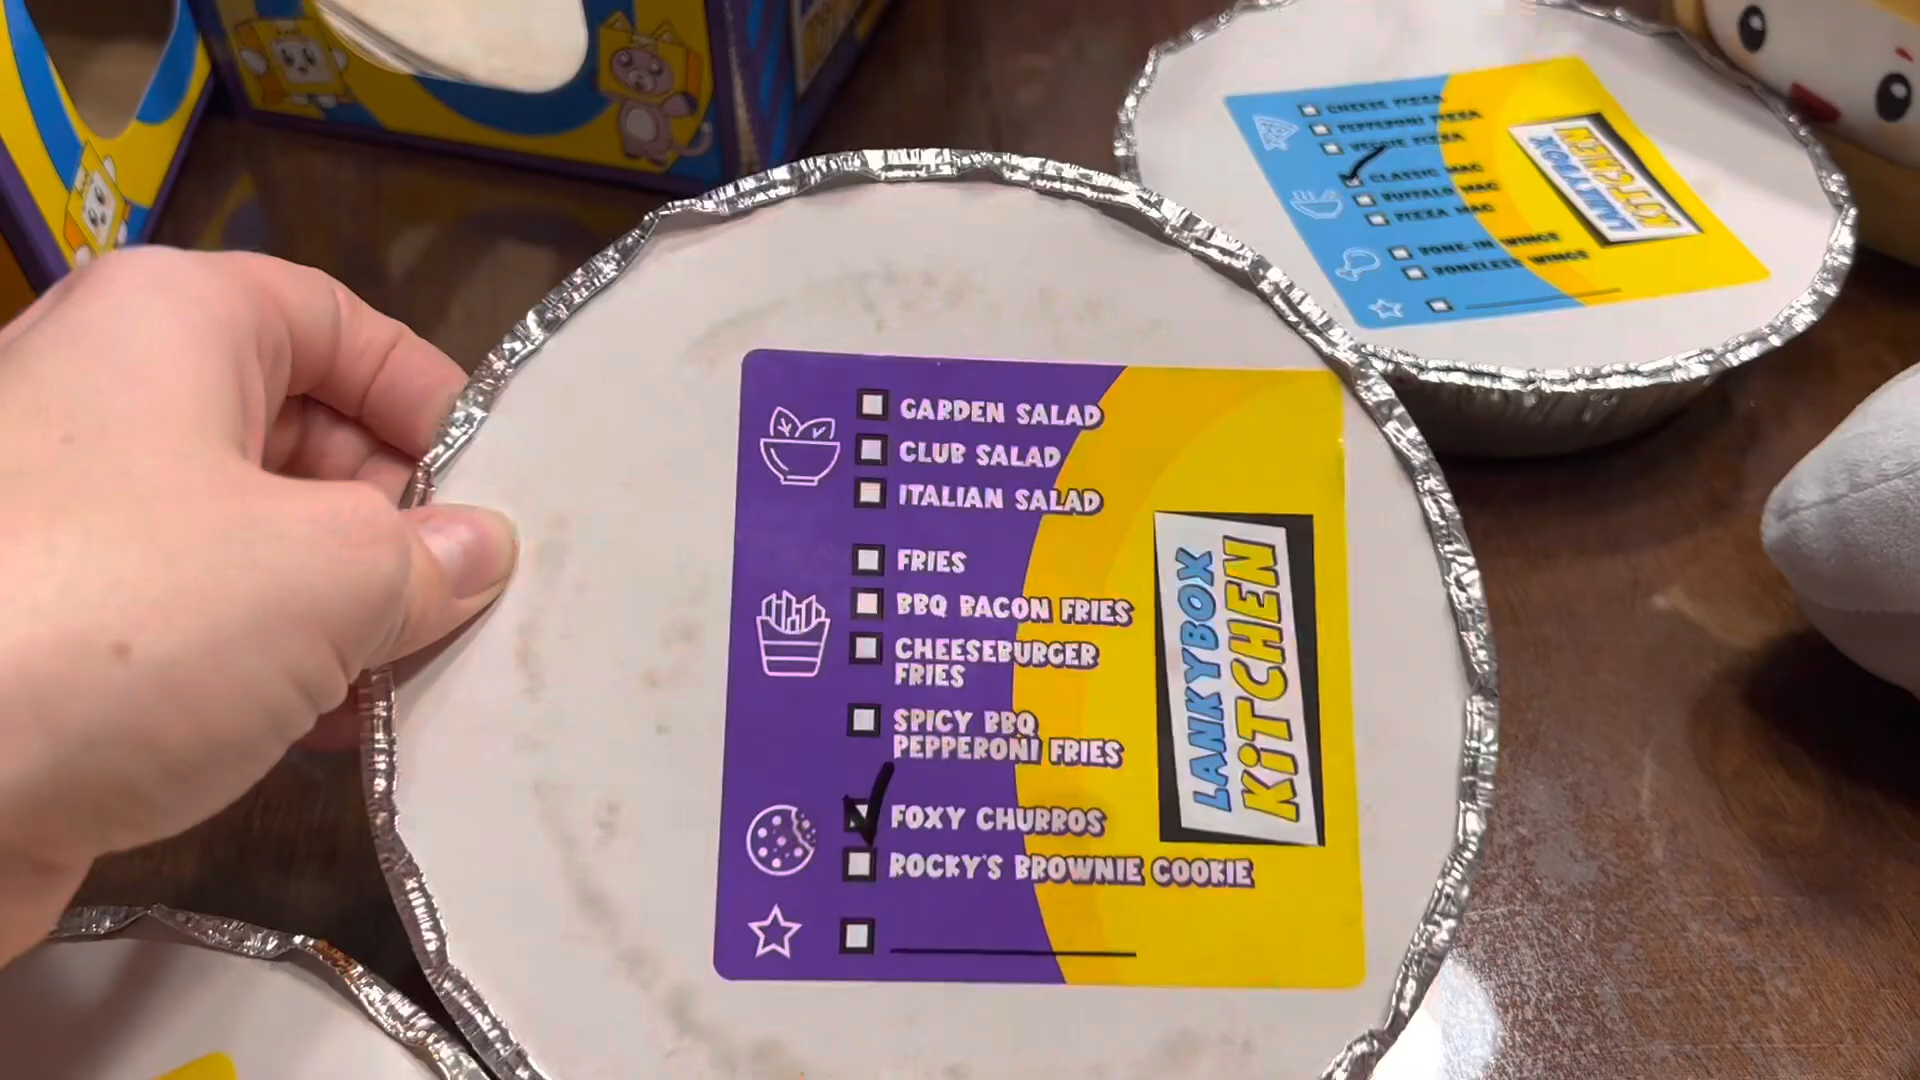 GARDEN SALAD
CLUB SALAD
ITALIAN SALAD
FRIES
BBQ BACON FRIES
CHEESEBURGER
FRIES
SPICY BBQ
PEPPERONI FRIES
FOXY CHURROS
ROCKY'S BROWNIE COOKIE
LANKYBOX
KITCHEN
CHEESE PIZZA
PEPPERONI PIZZA
VEGGIE PIZZA
CLASSIC MAC
BUFFALO MAC
PIZZA MAC
BONE-IN WINGS
BONELESS WINGS
LANKYBOX
KITCHEN